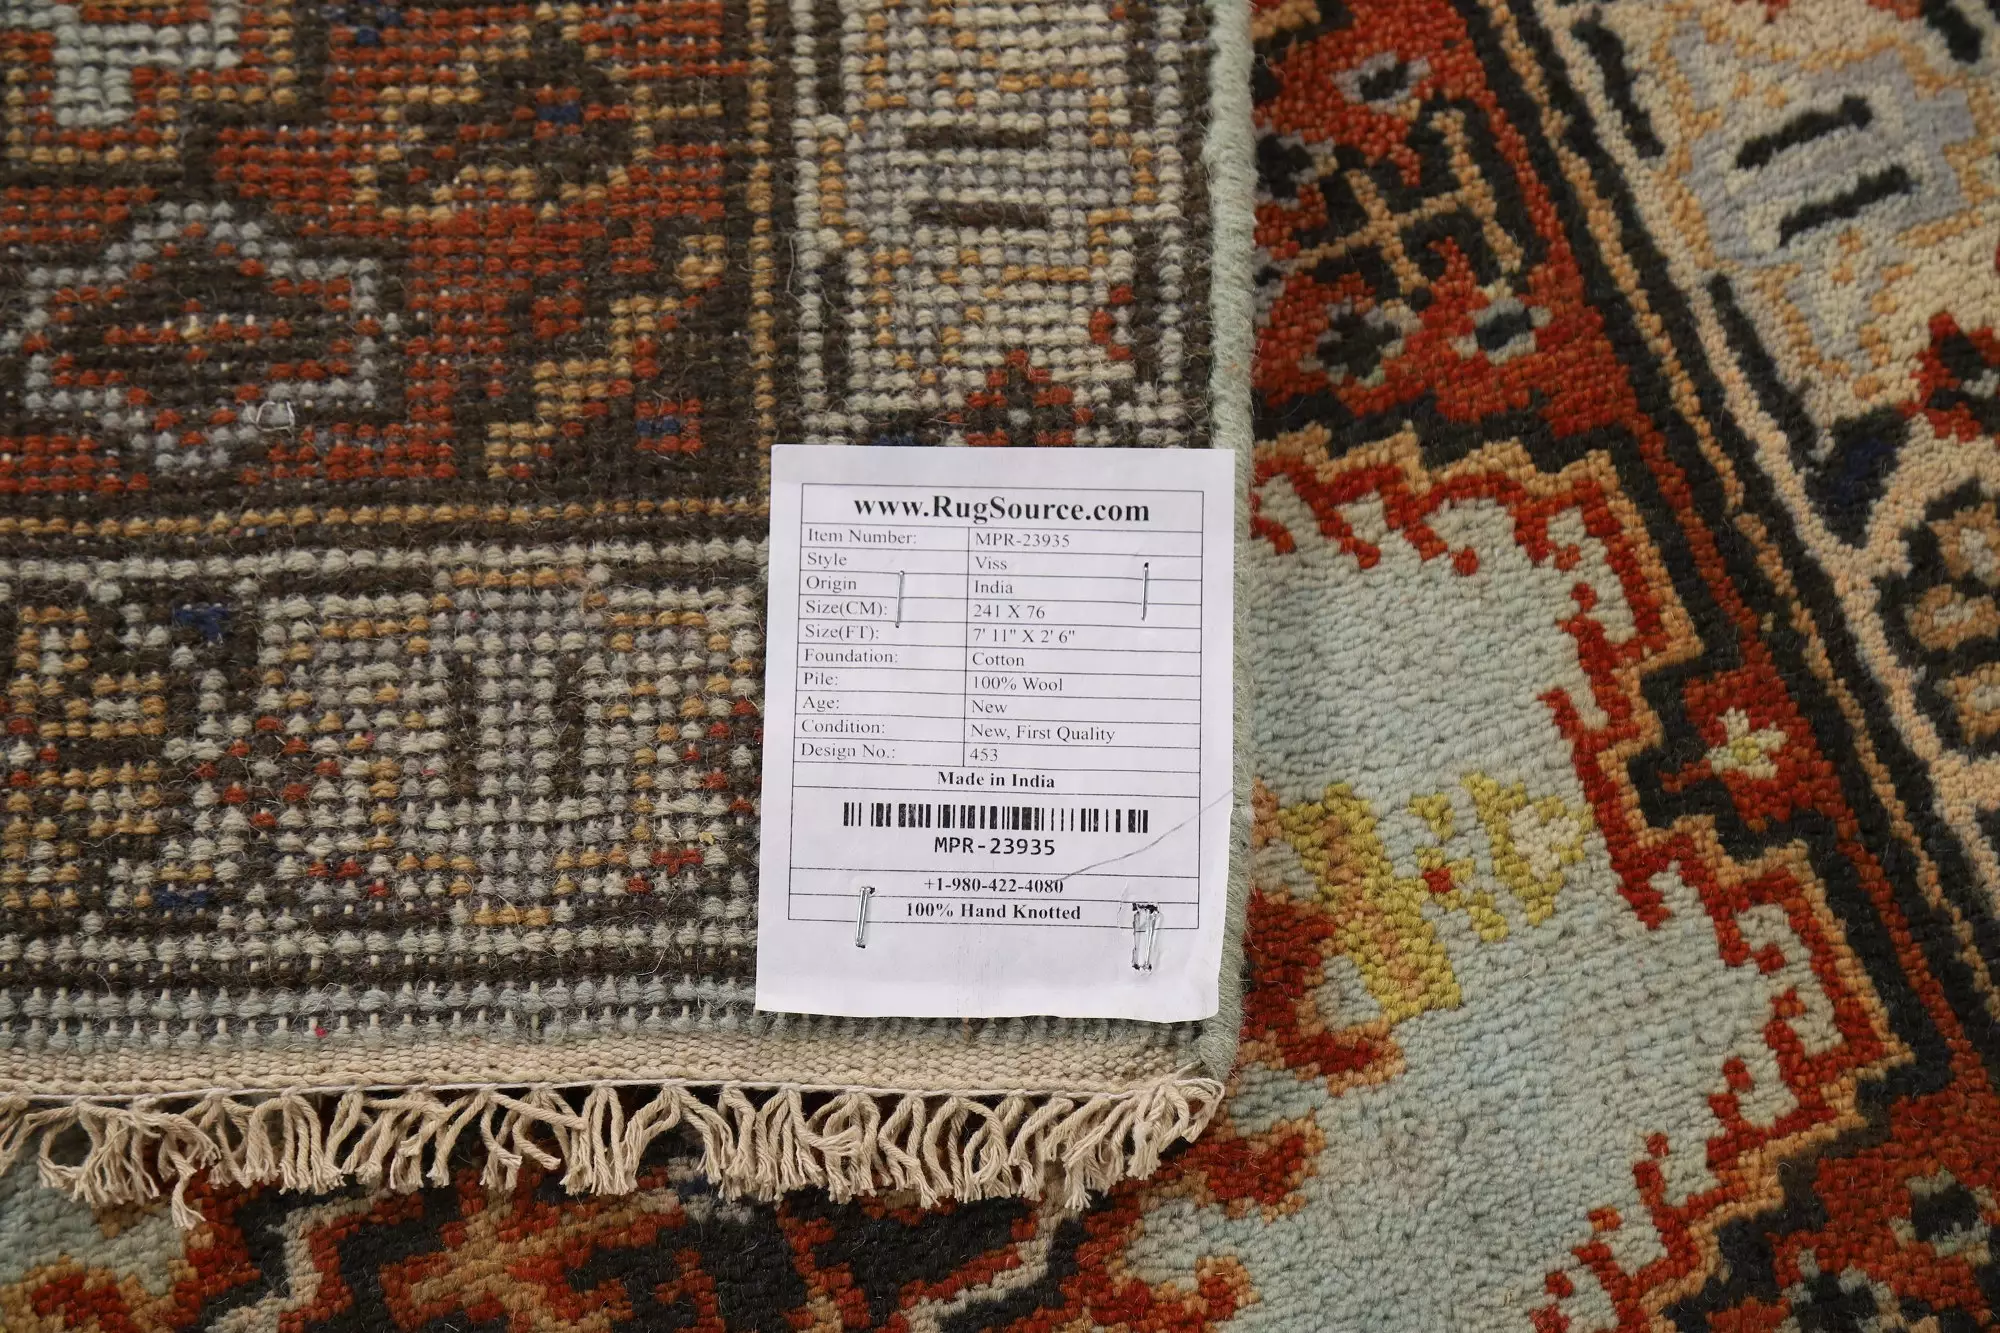 www.RugSource.com
Item Number: MPR-23935
Style Viss
Origin India
Size(CM): 241 X 76
Size(FT): 7' 11" X 2' 6"
Foundation: Cotton
Pile: 100% Wool
Age: New
Condition: New, First Quality
Design No.: 453
Made in India
MPR-23935
+1-980-422-4080
100% Hand Knotted